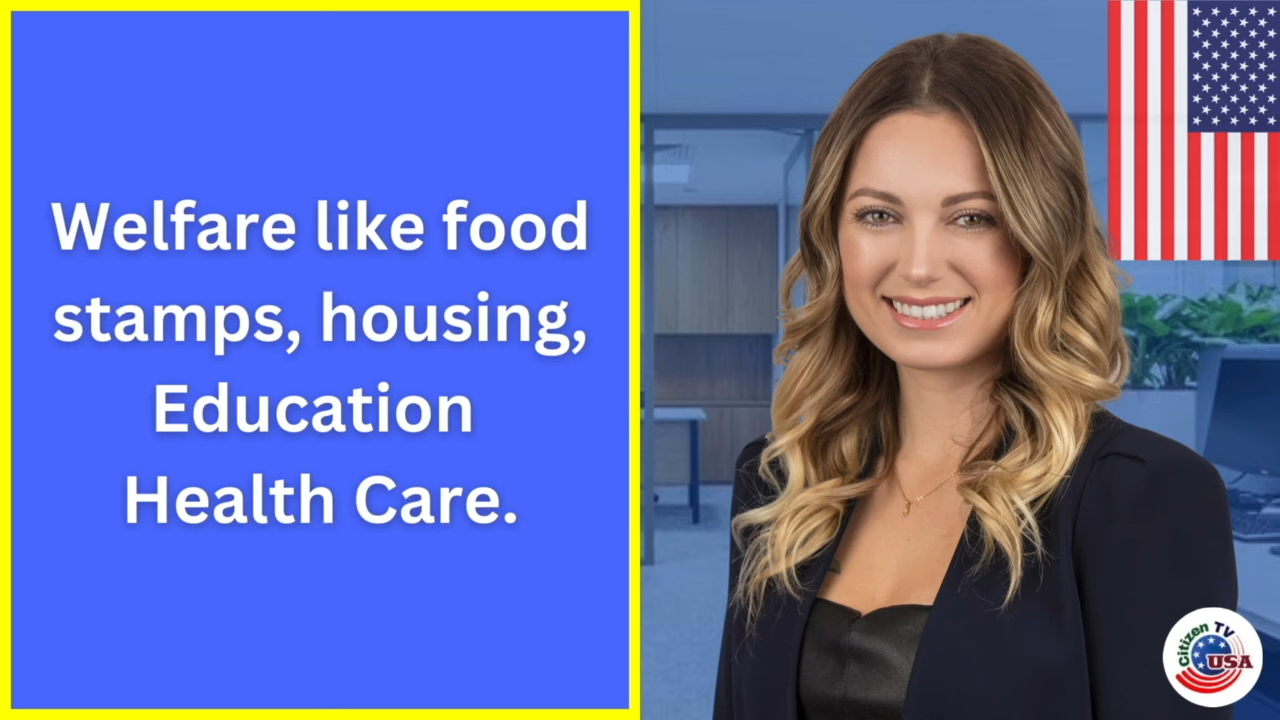 Welfare like food
stamps, housing,
Education
Health Care.
Citizen TV
USA